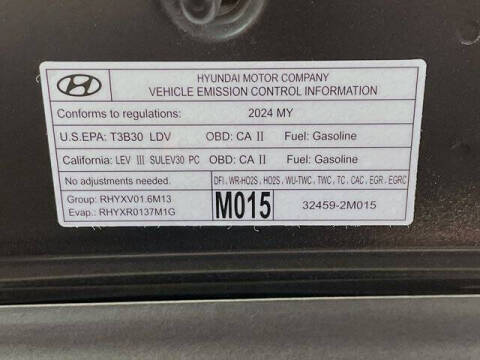 HYUNDAI MOTOR COMPANY
VEHICLE EMISSION CONTROL INFORMATION
Conforms to regulations: 2024 MY
U.S.EPA: T3B30 LDV OBD: CA II Fuel: Gasoline
California: LEV III SULEV30 PC OBD: CA II Fuel: Gasoline
No adjustments needed DFI, WR-HO2S, HO2S, WU-TWC, TWC, TC, CAC, EGR, EGRC
Group: RHYXV01.6M13
Evap.: RHYXR0137M1G
M015 32459-2M015